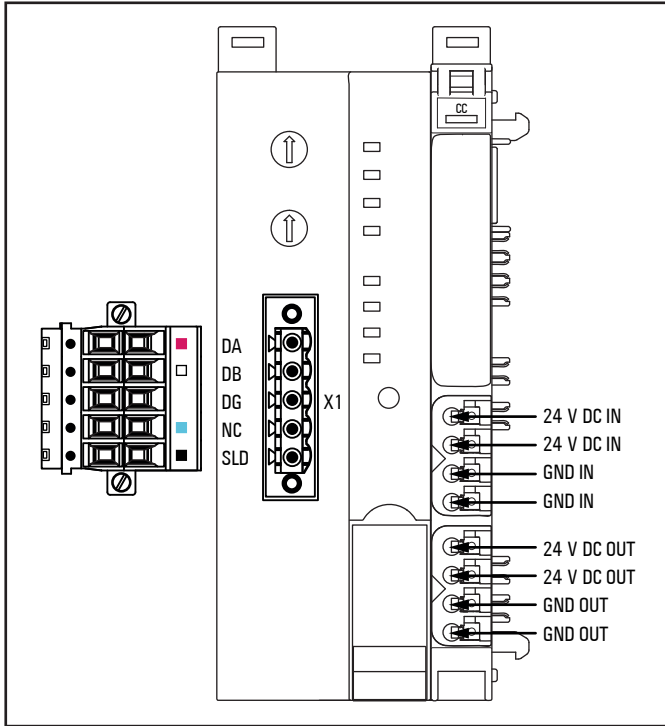 CC
DA
DB
DG
NC
SLD
X1
24 V DC IN
24 V DC IN
GND IN
GND IN
24 V DC OUT
24 V DC OUT
GND OUT
GND OUT